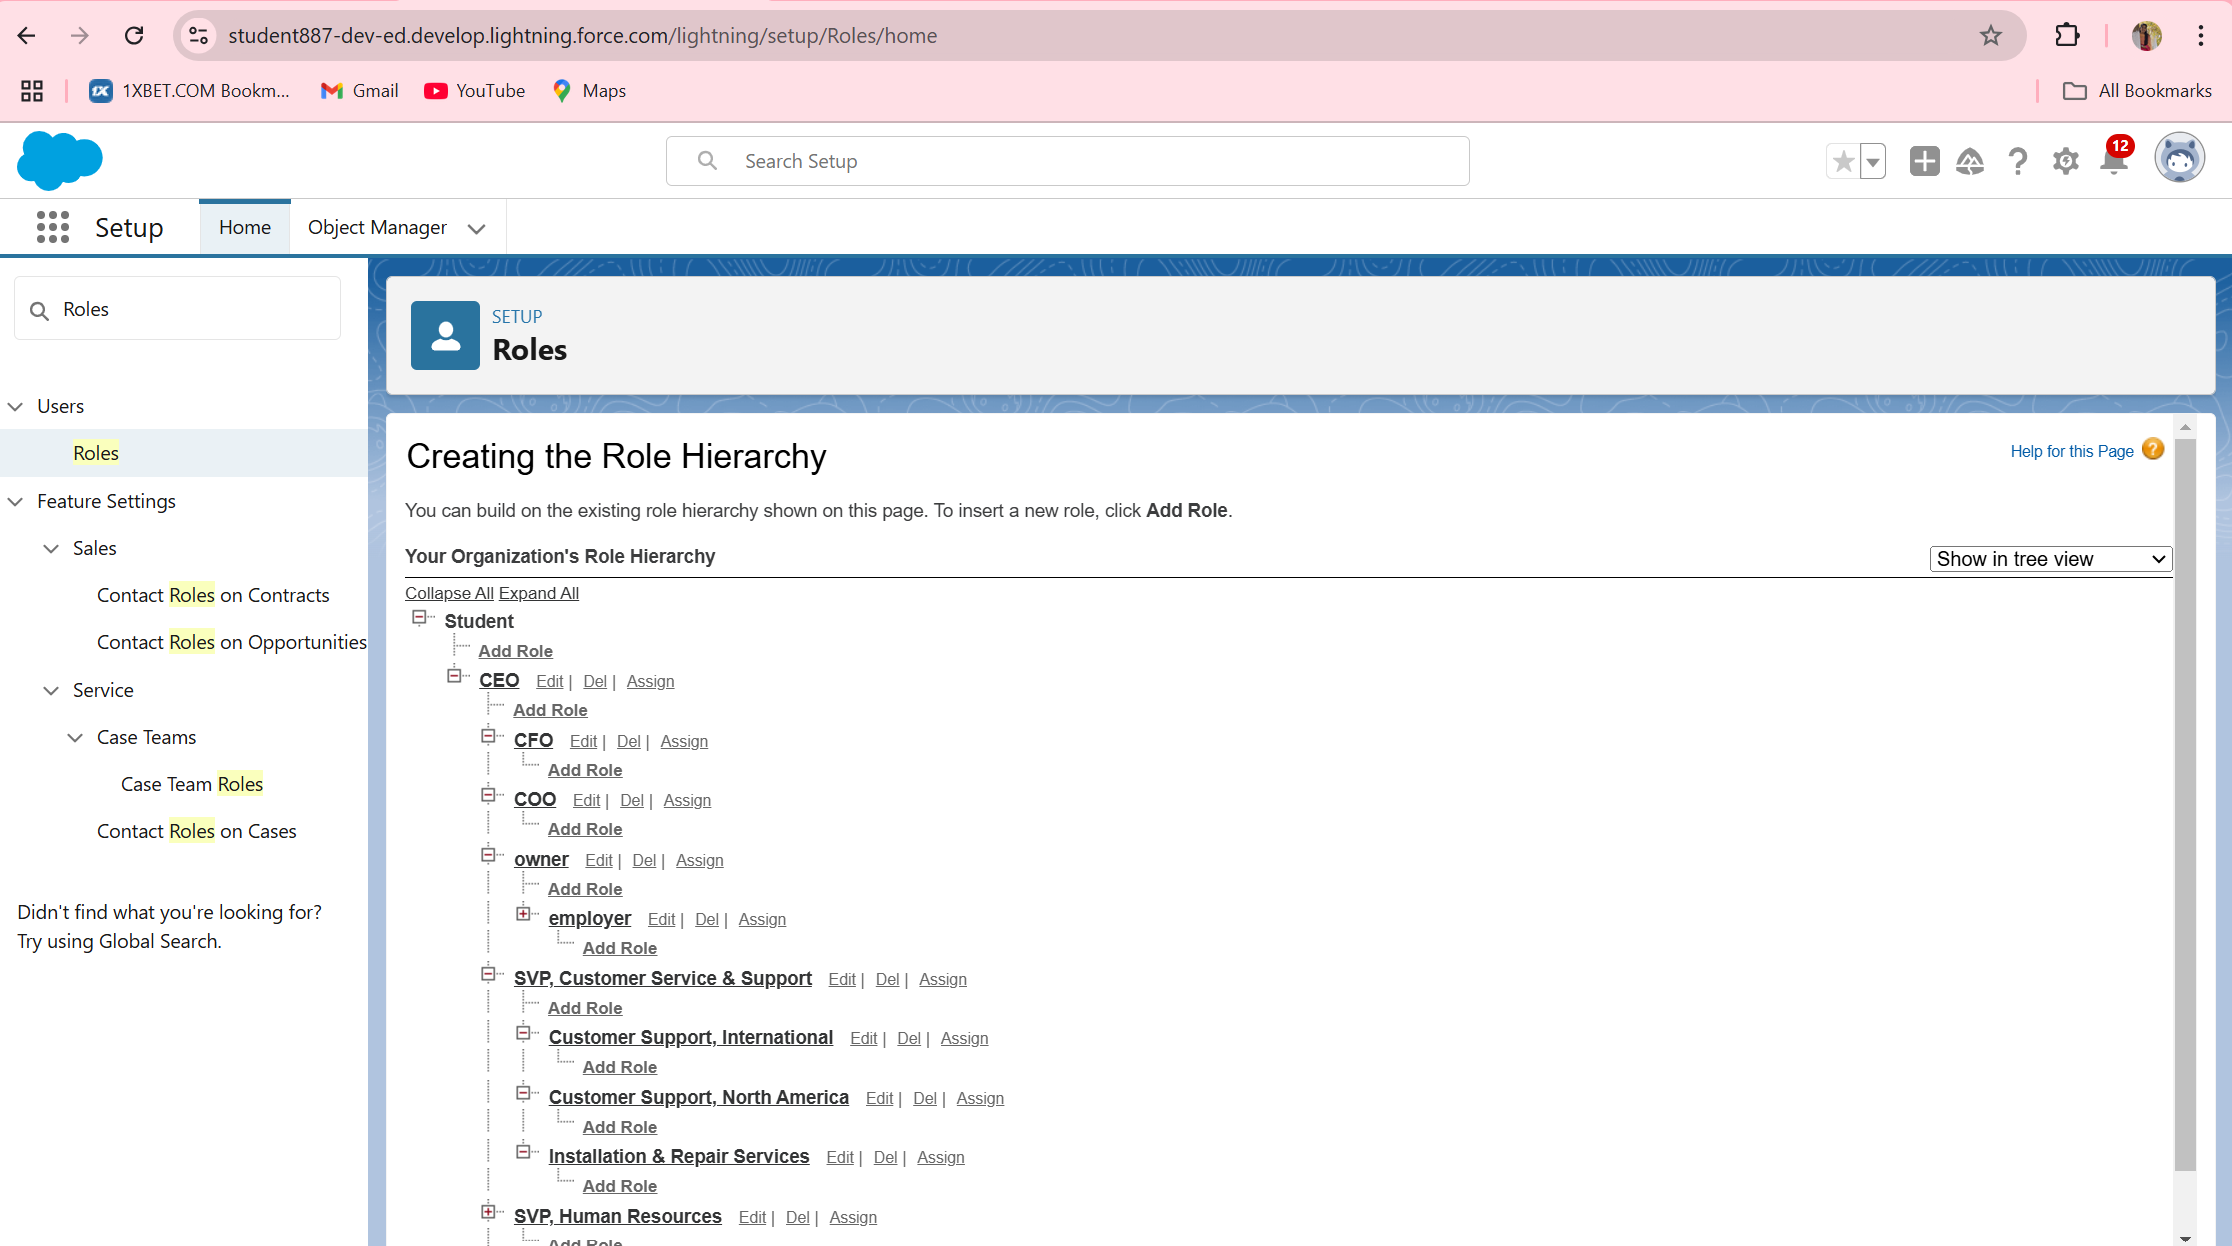 student887-dev-ed.develop.lightning.force.com/lightning/setup/Roles/home
1XBET.COM Bookm... Gmail YouTube Maps All Bookmarks
Search Setup
12
Setup Home Object Manager
Roles
SETUP
Roles
Users
Roles
Feature Settings
Sales
Contact Roles on Contracts
Contact Roles on Opportunities
Service
Case Teams
Case Team Roles
Contact Roles on Cases
Didn't find what you're looking for?
Try using Global Search.
Creating the Role Hierarchy
Help for this Page
You can build on the existing role hierarchy shown on this page. To insert a new role, click Add Role.
Your Organization's Role Hierarchy
Show in tree view
Collapse All Expand All
Student
Add Role
CEO Edit | Del | Assign
Add Role
CFO Edit | Del | Assign
Add Role
COO Edit | Del | Assign
Add Role
owner Edit | Del | Assign
Add Role
employer Edit | Del | Assign
Add Role
SVP, Customer Service & Support Edit | Del | Assign
Add Role
Customer Support, International Edit | Del | Assign
Add Role
Customer Support, North America Edit | Del | Assign
Add Role
Installation & Repair Services Edit | Del | Assign
Add Role
SVP, Human Resources Edit | Del | Assign
Add Role